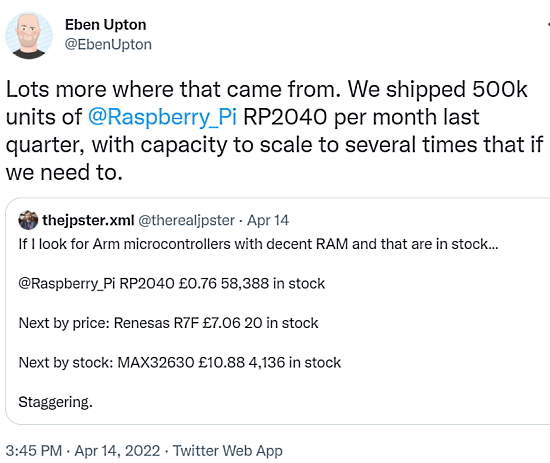 Eben Upton
@EbenUpton
Lots more where that came from. We shipped 500k
units of @Raspberry_Pi RP2040 per month last
quarter, with capacity to scale to several times that if
we need to.
thejpster.xml @therealjpster · Apr 14
If I look for Arm microcontrollers with decent RAM and that are in stock...
@Raspberry_Pi RP2040 £0.76 58,388 in stock
Next by price: Renesas R7F £7.06 20 in stock
Next by stock: MAX32630 £10.88 4,136 in stock
Staggering.
3:45 PM · Apr 14, 2022 · Twitter Web App